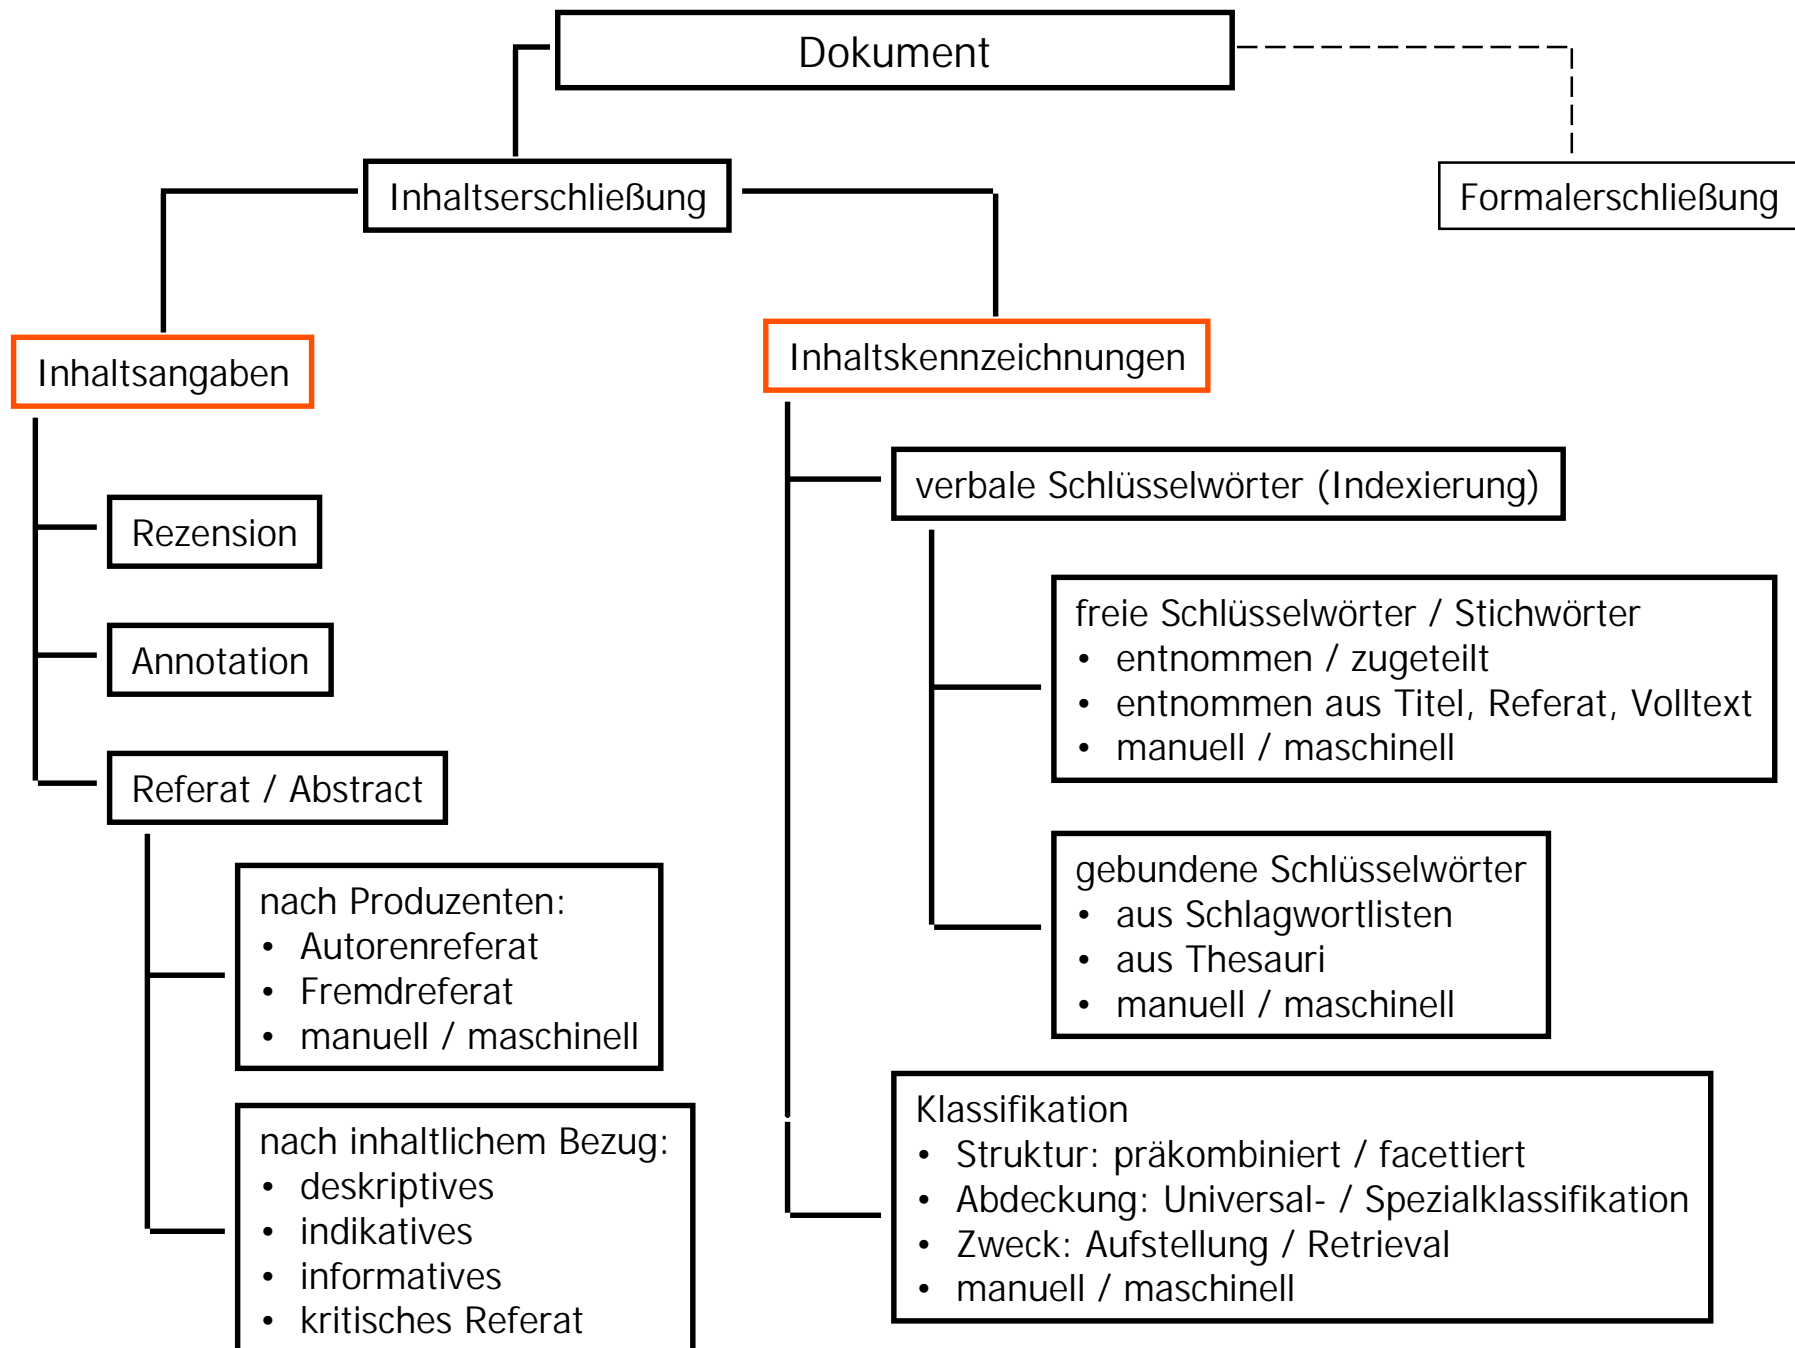 Dokument
Inhaltserschließung
Formalerschließung
Inhaltsangaben
Rezension
Annotation
Referat / Abstract
nach Produzenten:
• Autorenreferat
• Fremdreferat
• manuell / maschinell
nach inhaltlichem Bezug:
• deskriptives
• indikatives
• informatives
• kritisches Referat
Inhaltskennzeichnungen
verbale Schlüsselwörter (Indexierung)
freie Schlüsselwörter / Stichwörter
• entnommen / zugeteilt
• entnommen aus Titel, Referat, Volltext
• manuell / maschinell
gebundene Schlüsselwörter
• aus Schlagwortlisten
• aus Thesauri
• manuell / maschinell
Klassifikation
• Struktur: präkombiniert / facettiert
• Abdeckung: Universal- / Spezialklassifikation
• Zweck: Aufstellung / Retrieval
• manuell / maschinell